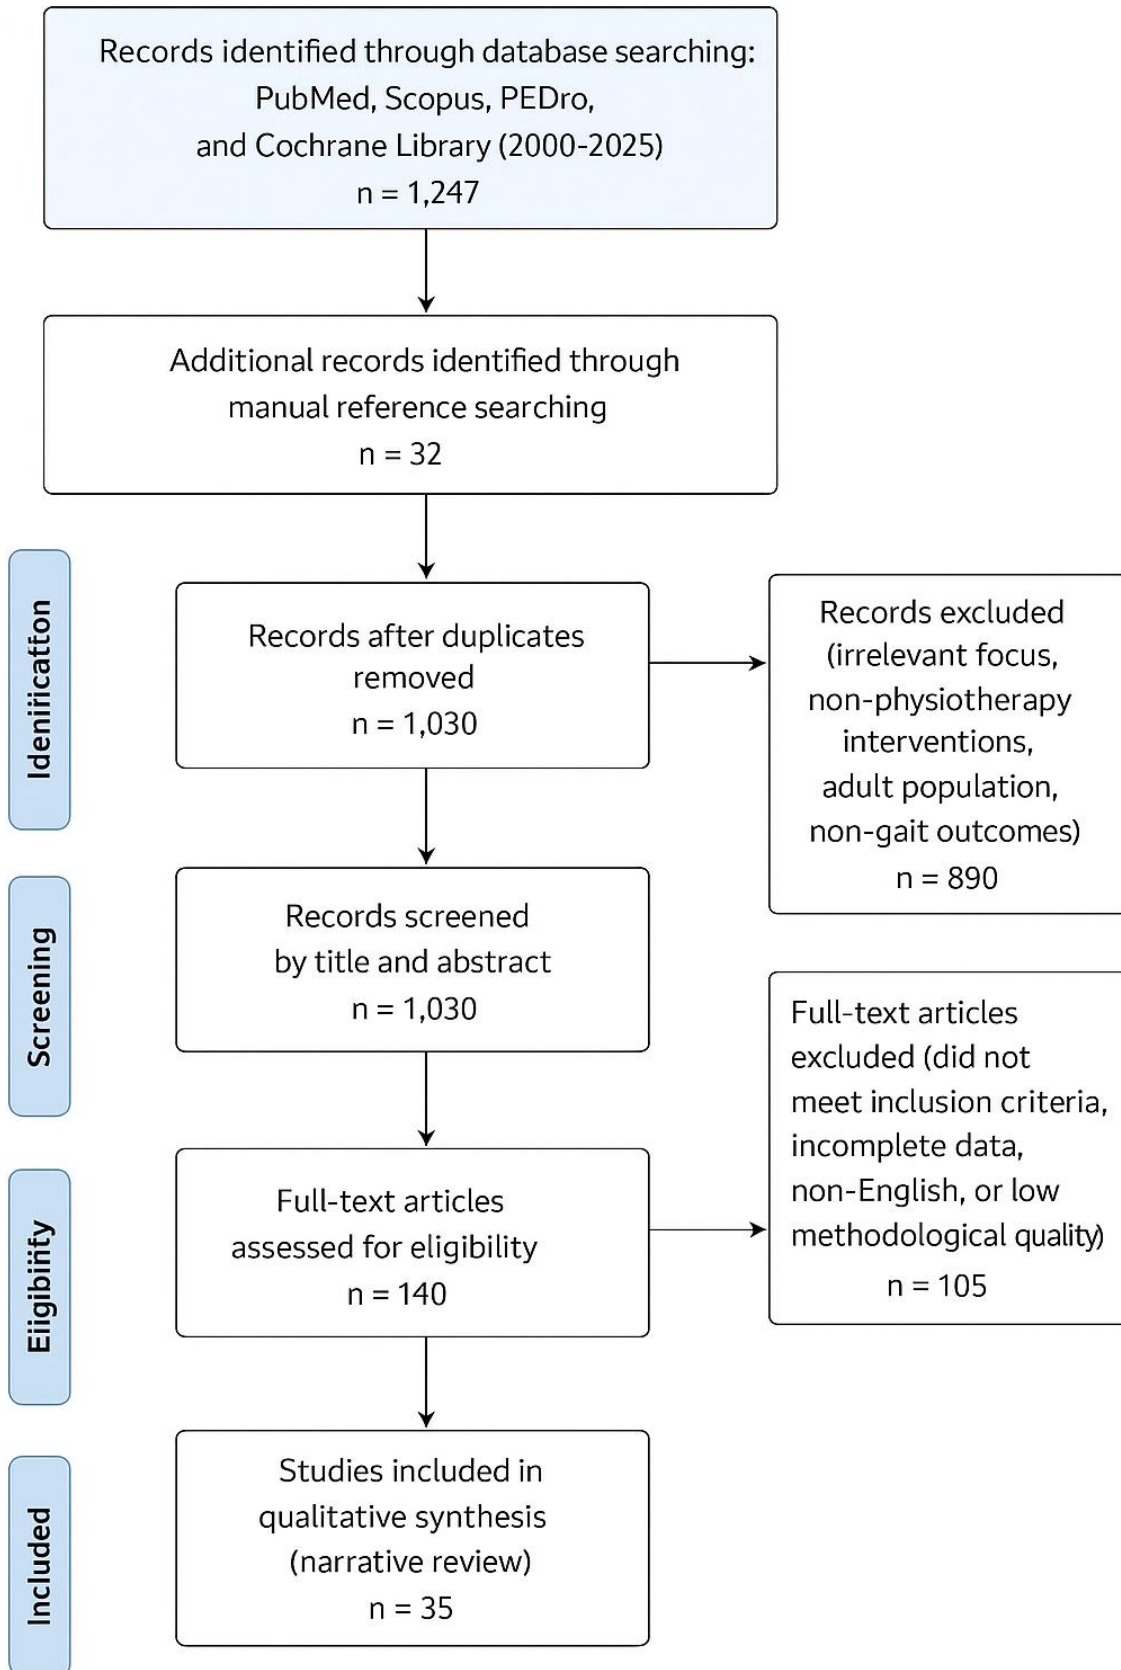 Records identified through database searching:
PubMed, Scopus, PEDro,
and Cochrane Library (2000-2025)
n = 1,247
Additional records identified through
manual reference searching
n = 32
Records after duplicates
removed
n = 1,030
Records excluded
(irrelevant focus,
non-physiotherapy
interventions,
adult population,
non-gait outcomes)
n = 890
Screening
Records screened
by title and abstract
n = 1,030
Full-text articles
assessed for eligibility
n = 140
Full-text articles
excluded (did not
meet inclusion criteria,
incomplete data,
non-English, or low
methodological quality)
n = 105
Included
Studies included in
qualitative synthesis
(narrative review)
n = 35